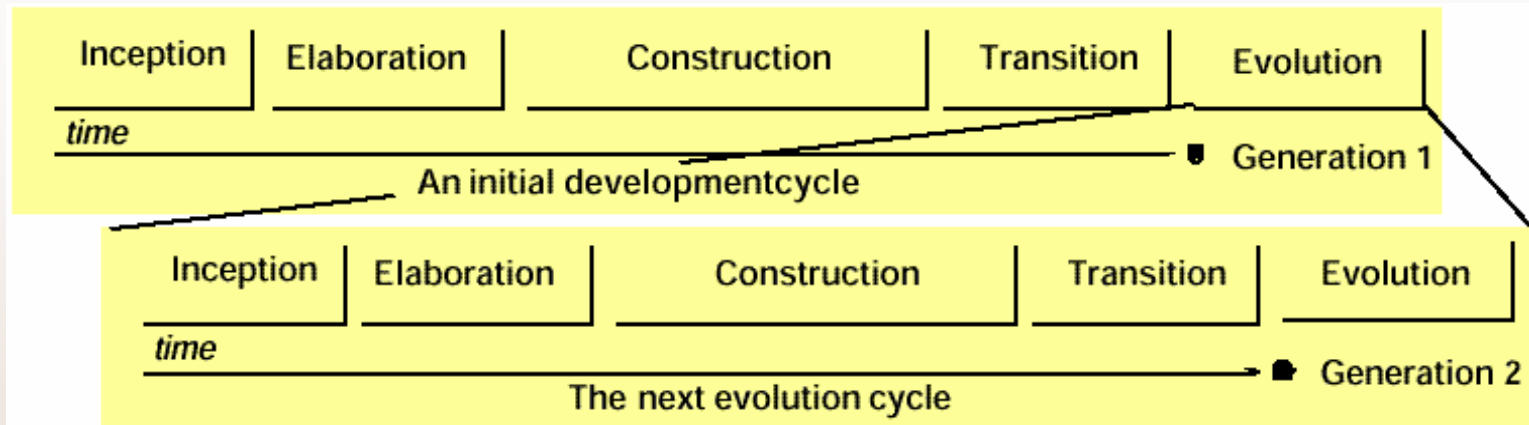 Inception Elaboration Construction Transition Evolution
time
Generation 1
An initial developmentcycle
Inception Elaboration Construction Transition Evolution
time
Generation 2
The next evolution cycle